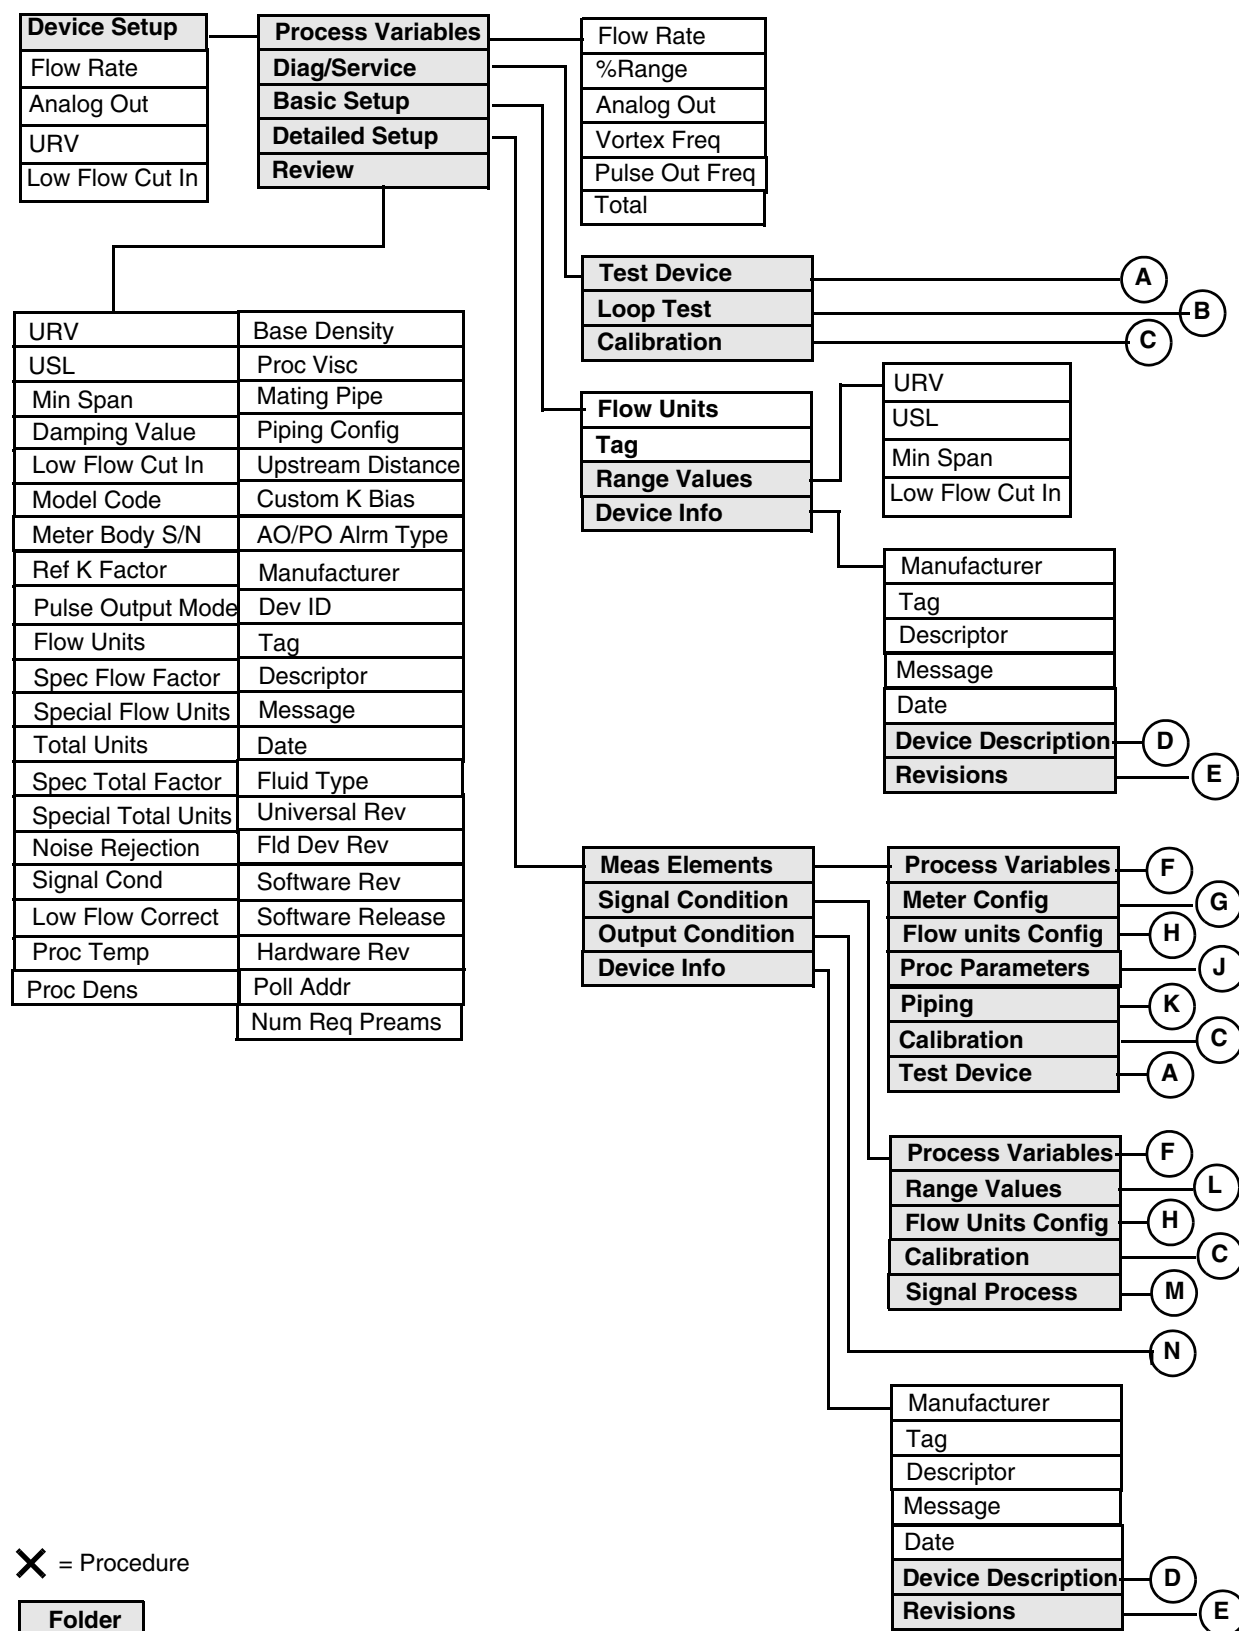 Device Setup
Flow Rate
Analog Out
URV
Low Flow Cut In
Process Variables
Diag/Service
Basic Setup
Detailed Setup
Review
Flow Rate
%Range
Analog Out
Vortex Freq
Pulse Out Freq
Total
Test Device
Loop Test
Calibration
A
B
C
Flow Units
Tag
Range Values
Device Info
URV
USL
Min Span
Low Flow Cut In
Manufacturer
Tag
Descriptor
Message
Date
Device Description
Revisions
D
E
URV
USL
Min Span
Damping Value
Low Flow Cut In
Model Code
Meter Body S/N
Ref K Factor
Pulse Output Mode
Flow Units
Spec Flow Factor
Special Flow Units
Total Units
Spec Total Factor
Special Total Units
Noise Rejection
Signal Cond
Low Flow Correct
Proc Temp
Proc Dens
Base Density
Proc Visc
Mating Pipe
Piping Config
Upstream Distance
Custom K Bias
AO/PO Alrm Type
Manufacturer
Dev ID
Tag
Descriptor
Message
Date
Fluid Type
Universal Rev
Fld Dev Rev
Software Rev
Software Release
Hardware Rev
Poll Addr
Num Req Preams
Meas Elements
Signal Condition
Output Condition
Device Info
Process Variables
Meter Config
Flow units Config
Proc Parameters
Piping
Calibration
Test Device
F
G
H
J
K
C
A
Process Variables
Range Values
Flow Units Config
Calibration
Signal Process
F
L
H
C
M
N
Manufacturer
Tag
Descriptor
Message
Date
Device Description
Revisions
D
E
= Procedure
Folder